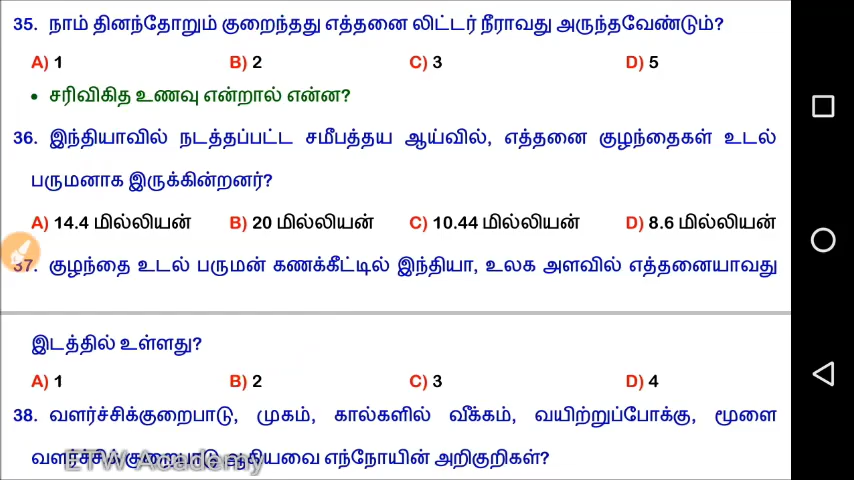 35. நாம் தினந்தோறும் குறைந்தது எத்தனை லிட்டர் நீராவது அருந்தவேண்டும்?
A) 1 B) 2 C) 3 D) 5
• சரிவிகித உணவு என்றால் என்ன?
36. இந்தியாவில் நடத்தப்பட்ட சமீபத்தய ஆய்வில், எத்தனை குழந்தைகள் உடல்
பருமனாக இருக்கின்றனர்?
A) 14.4 மில்லியன் B) 20 மில்லியன் C) 10.44 மில்லியன் D) 8.6 மில்லியன்
37. குழந்தை உடல் பருமன் கணக்கீட்டில் இந்தியா, உலக அளவில் எத்தனையாவது
இடத்தில் உள்ளது?
A) 1 B) 2 C) 3 D) 4
38. வளர்ச்சிக்குறைபாடு, முகம், கால்களில் வீக்கம், வயிற்றுப்போக்கு, மூளை
வளர்ச்சிக்குறைபாடு ஆகியவை எந்நோயின் அறிகுறிகள்?
ETW Academy